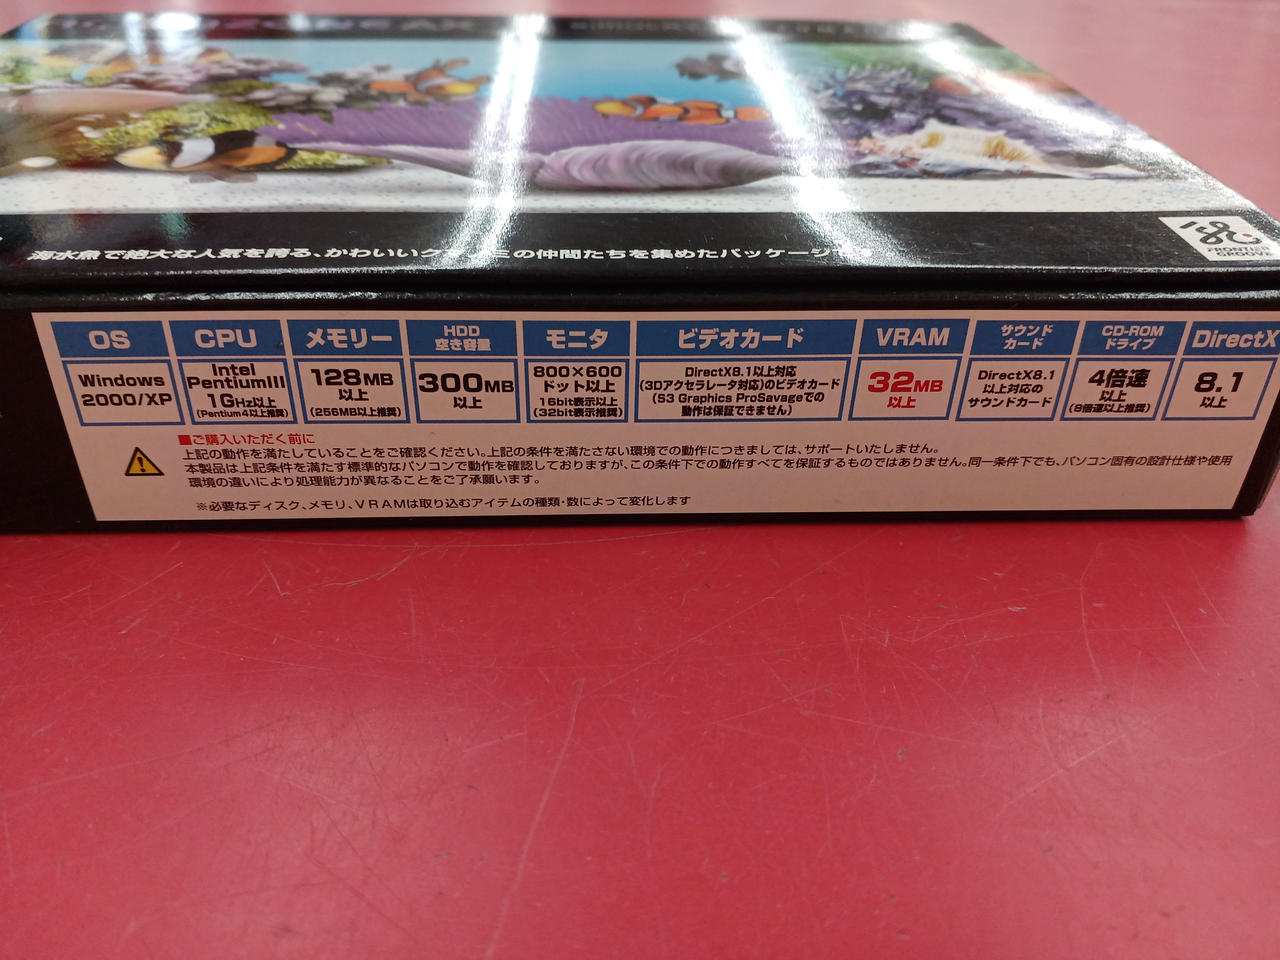 AX
海水魚で絶大な人気を誇る、かわいいク
ミの仲間たちを集めたパッケージ
FRONTIER
GROOVE
OS
Windows
2000/XP
CPU
Intel
PentiumIII
1GHz以上
(Pentium4以上推奨)
メモリー
128MB
以上
(256MB以上推奨)
HDD
空き容量
300MB
以上
モニタ
800×600
ドット以上
16bit表示以上
(32bit表示推奨)
ビデオカード
DirectX8.1以上対応
(3Dアクセラレータ対応)のビデオカード
(S3 Graphics ProSavageでの
動作は保証できません)
VRAM
32MB
以上
サウンド
カード
DirectX8.1
以上対応の
サウンドカード
CD-ROM
ドライブ
4倍速
以上
(8倍速以上推奨)
DirectX
8.1
以上
■ご購入いただく前に
上記の動作を満たしていることをご確認ください。上記の条件を満たさない環境での動作につきましては、サポートいたしません。
本製品は上記条件を満たす標準的なパソコンで動作を確認しておりますが、この条件下での動作すべてを保証するものではありません。同一条件下でも、パソコン固有の設計仕様や使用
環境の違いにより処理能力が異なることをご了承願います。
※必要なディスク、メモリ、VRAMは取り込むアイテムの種類・数によって変化します